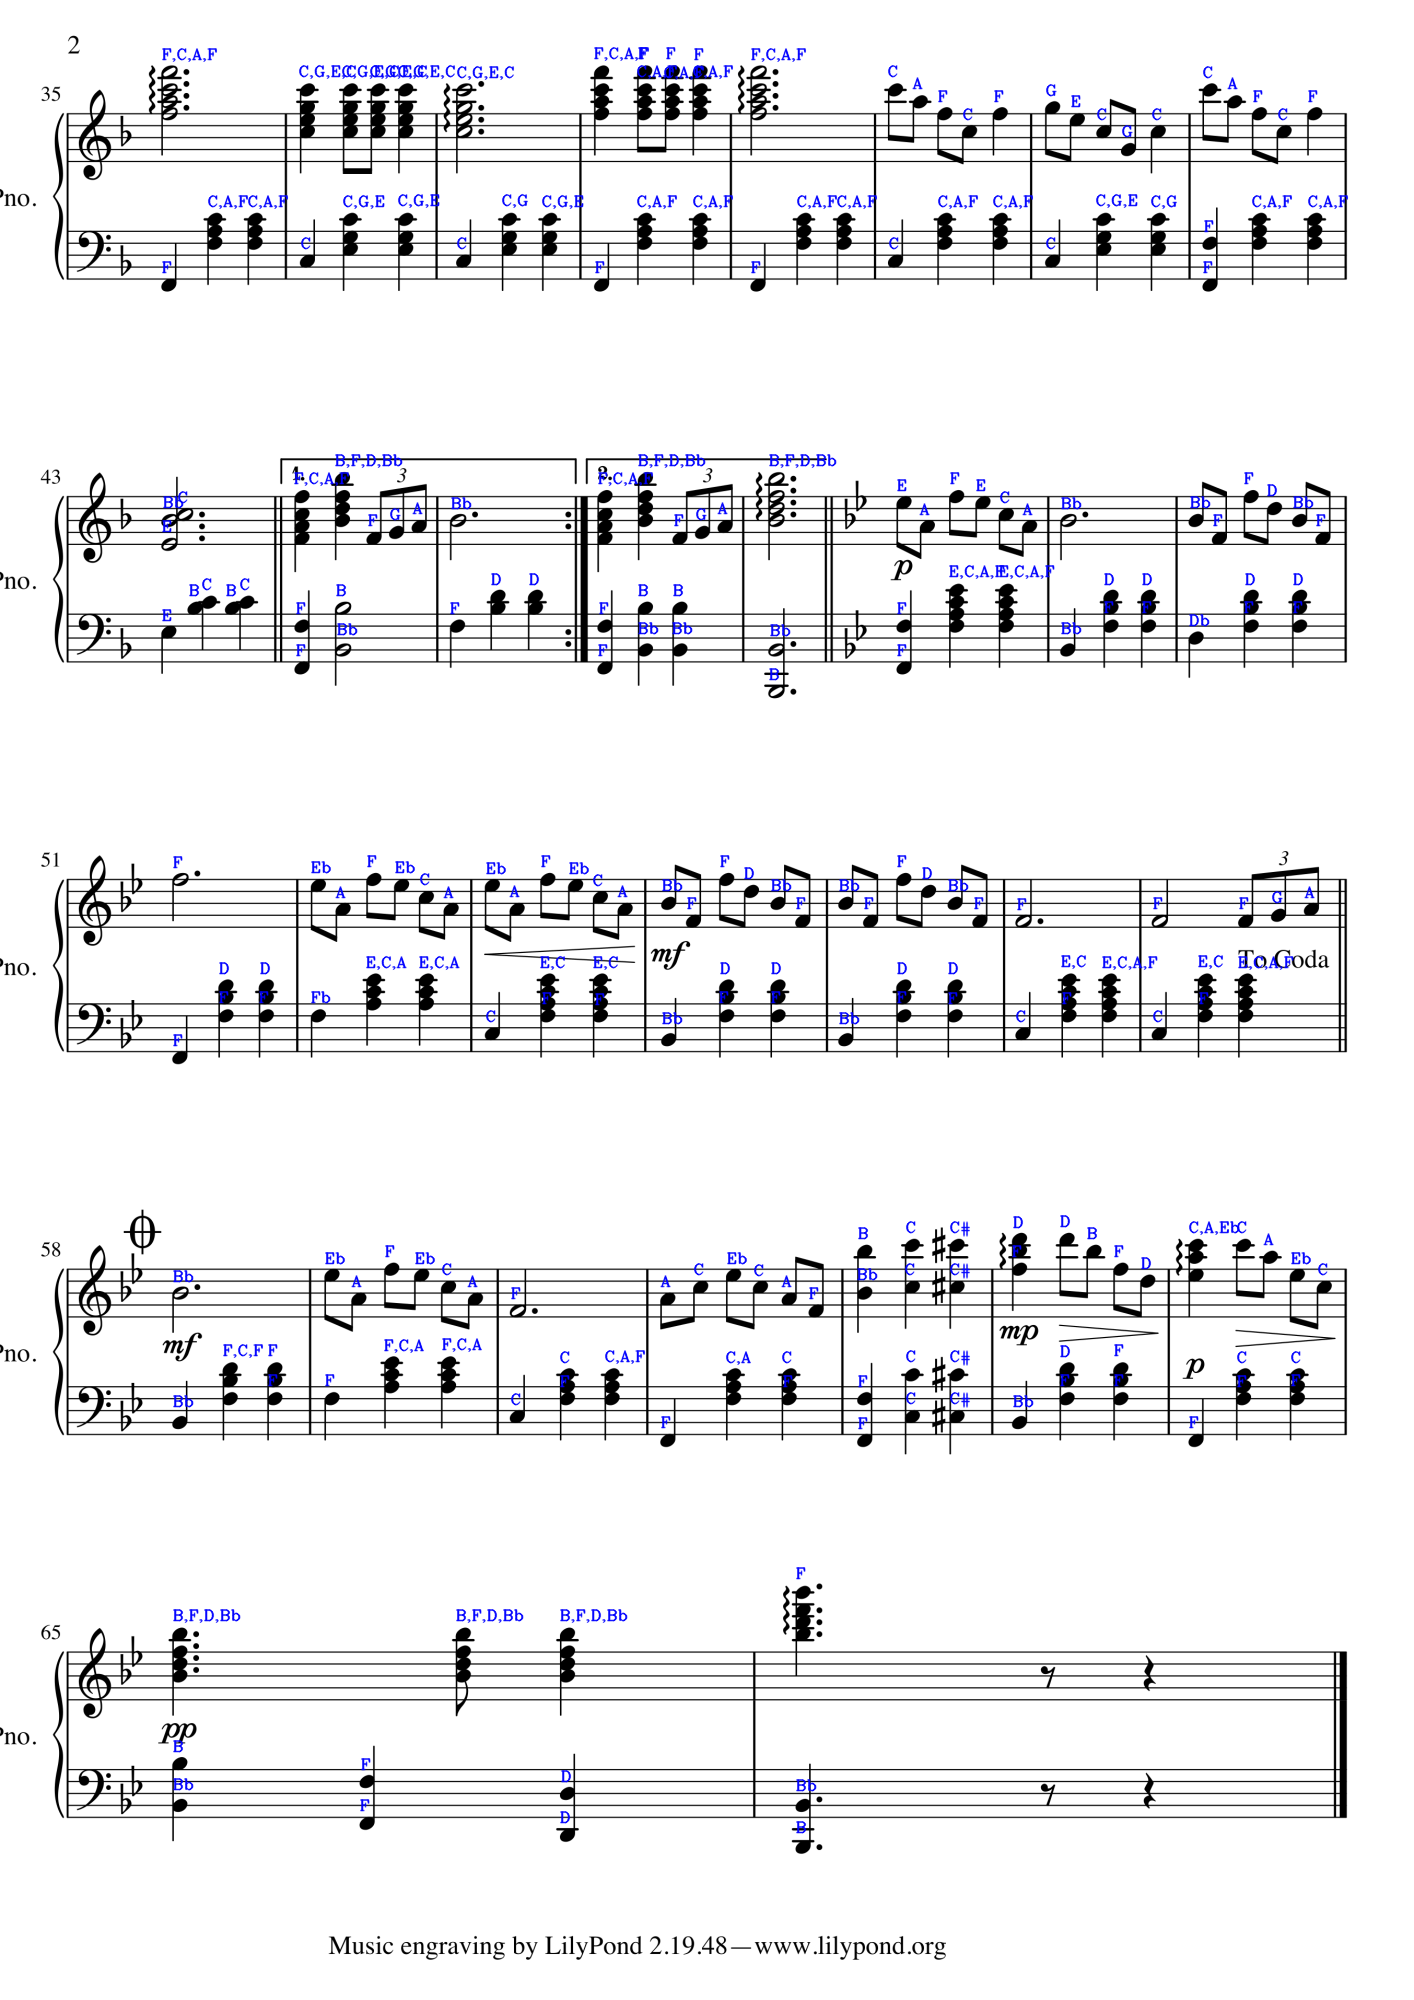 2
F,C,A,F C,G,E,C C,G,E,C F,C,A,F F F F F,C,A,F C A F C F G E C G C C A F C F
35
Pno.
C,A,F C,A,F C,G,E C,G,E C,G C,G,E C,A,F C,A,F C,A,F C,A,F C,A,F C,A,F C,G,E C,G F C,A,F C,A,F
F C C F F C C F
43
Bb C E 1. F,C,A,F B,F,D,Bb 3 F G A Bb 2. F,C,A,F B,F,D,Bb 3 F G A B,F,D,Bb E A F E C A Bb Bb F F D Bb F
p
Pno.
E B C B C F F B Bb F D D F F B Bb B Bb Bb B F F E,C,A,F E,C,A,F Bb D F D F Db D F D F
51
F Eb A F Eb C A Eb A F Eb C A Bb F F D Bb F Bb F F D Bb F F F 3 F G A
mf
To Coda
Pno.
F D F D F Fb E,C,A E,C,A C E,C F E,C F Bb D F D F Bb D F D F C E,C F E,C,A,F C E,C F E,C,A,F
58
Bb Eb A F Eb C A F A C Eb C A F B Bb C C C# C# D F D B F D C,A,Eb C A Eb C
mf mp p
Pno.
Bb F,C,F F F F F,C,A F,C,A C C F C,A,F F C,A C F F F C C C# C# Bb D F F F F C F C F
65
B,F,D,Bb B,F,D,Bb B,F,D,Bb F
pp
Pno.
B Bb F F D D Bb B
Music engraving by LilyPond 2.19.48—www.lilypond.org